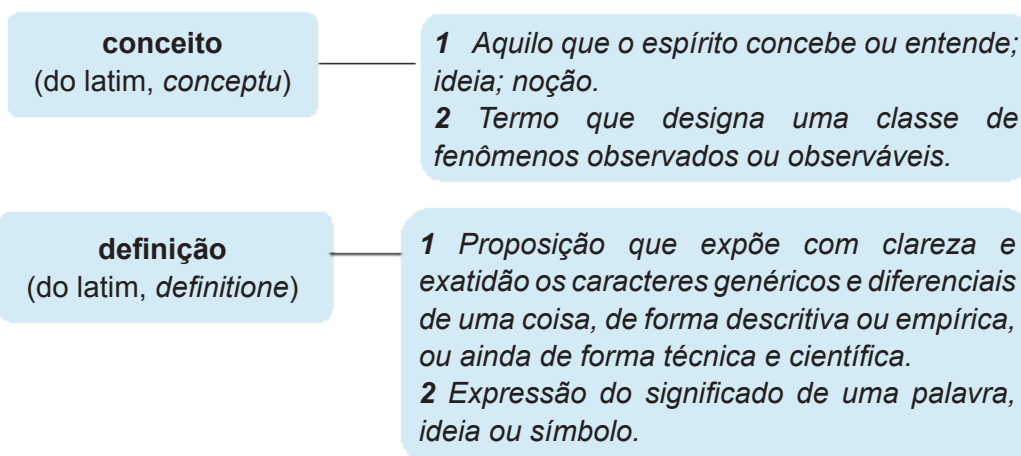 conceito
(do latim, conceptu)
1 Aquilo que o espírito concebe ou entende;
ideia; noção.
2 Termo que designa uma classe de
fenômenos observados ou observáveis.
definição
(do latim, definitione)
1 Proposição que expõe com clareza e
exatidão os caracteres genéricos e diferenciais
de uma coisa, de forma descritiva ou empírica,
ou ainda de forma técnica e científica.
2 Expressão do significado de uma palavra,
ideia ou símbolo.